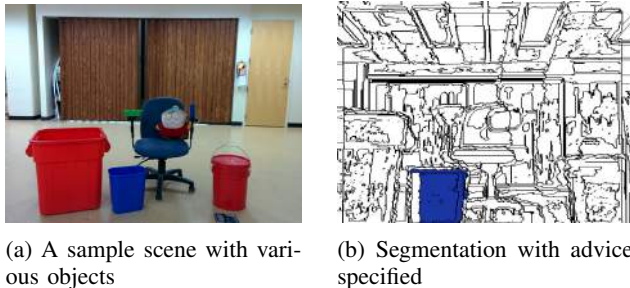 (a) A sample scene with vari-
ous objects
(b) Segmentation with advice
specified